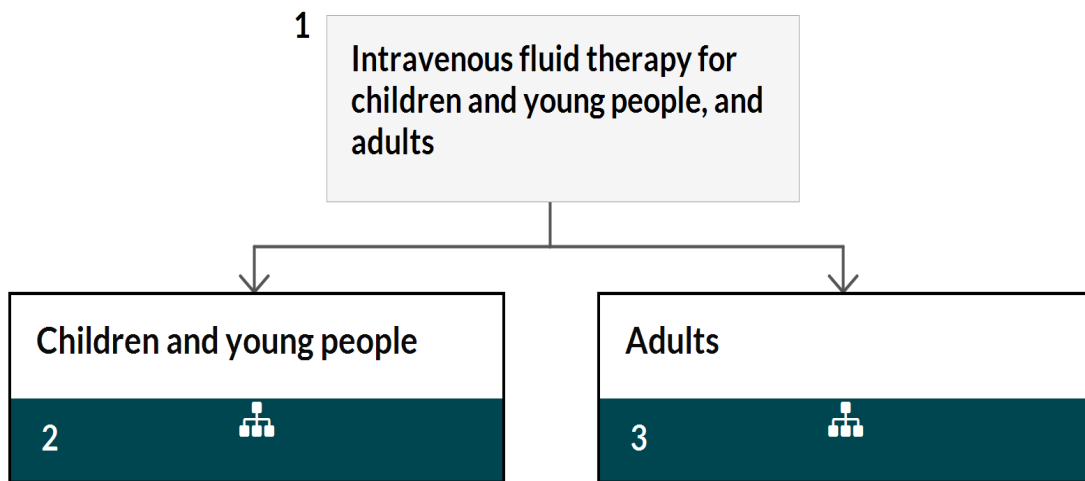 1
Intravenous fluid therapy for
children and young people, and
adults
Children and young people
2
Adults
3